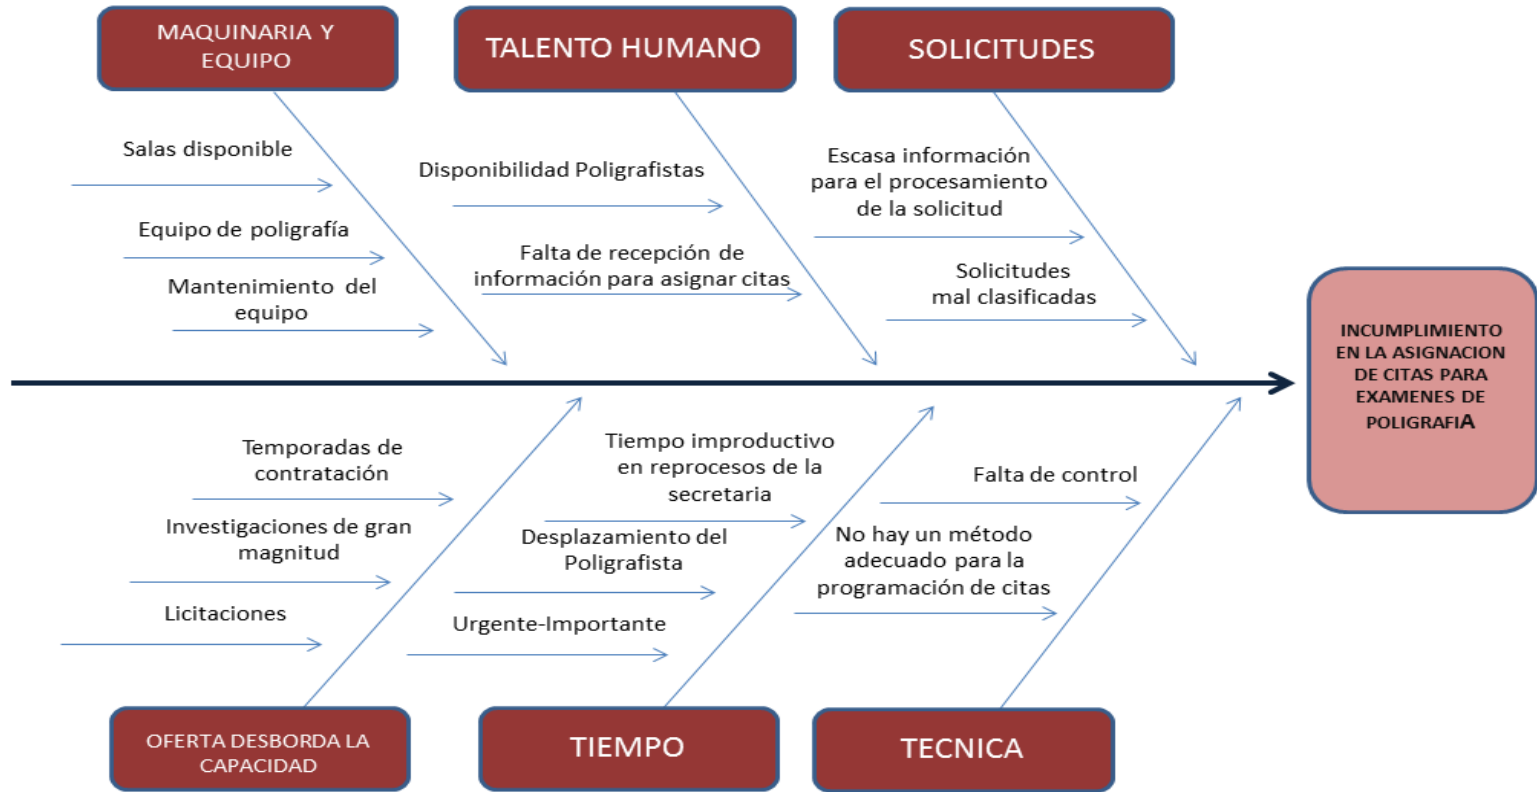 MAQUINARIA Y
EQUIPO
TALENTO HUMANO
SOLICITUDES
Salas disponible
Equipo de poligrafía
Mantenimiento del
equipo
Disponibilidad Poligrafistas
Falta de recepción de
información para asignar citas
Escasa información
para el procesamiento
de la solicitud
Solicitudes
mal clasificadas
INCUMPLIMIENTO
EN LA ASIGNACION
DE CITAS PARA
EXAMENES DE
POLIGRAFIA
Temporadas de
contratación
Investigaciones de gran
magnitud
Licitaciones
Tiempo improductivo
en reprocesos de la
secretaria
Desplazamiento del
Poligrafista
Urgente-Importante
Falta de control
No hay un método
adecuado para la
programación de citas
OFERTA DESBORDA LA
CAPACIDAD
TIEMPO
TECNICA